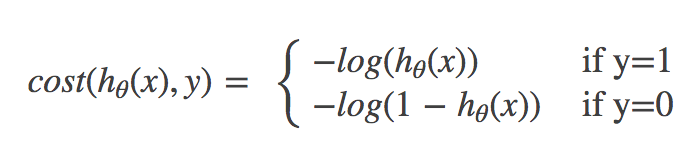 cost(hθ(x), y) = { −log(hθ(x)) if y=1
−log(1 − hθ(x)) if y=0